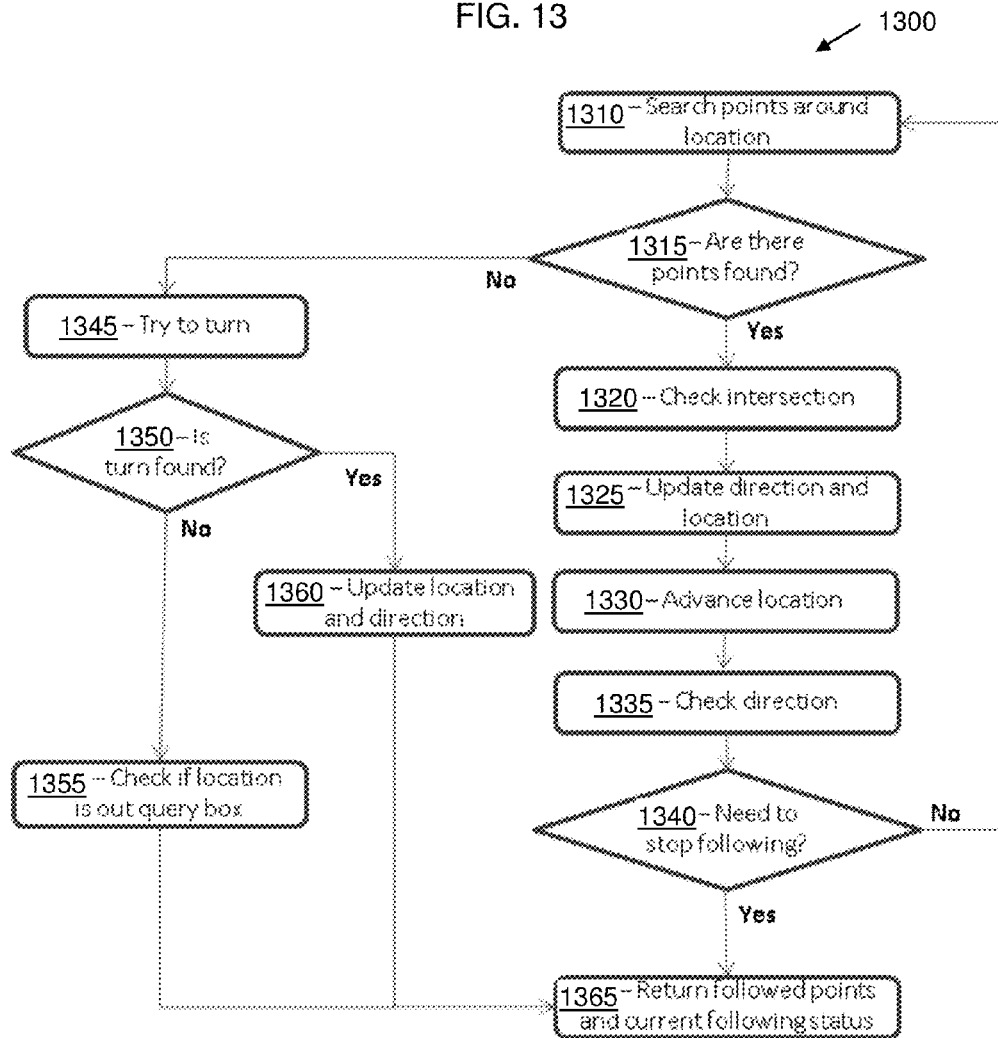 FIG. 13
1300
1310 – Search points around
location
1315 – Are there
points found?
No
Yes
1345 – Try to turn
1320 – Check intersection
1350 – Is
turn found?
Yes
No
1325 – Update direction and
location
1360 – Update location
and direction
1330 – Advance location
1335 – Check direction
1355 – Check if location
is out query box
1340 – Need to
stop following?
No
Yes
1365 – Return followed points
and current following status